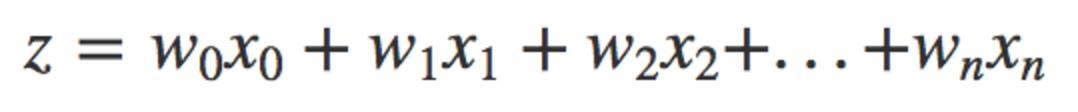 z = w₀x₀ + w₁x₁ + w₂x₂+...+wₙxₙ